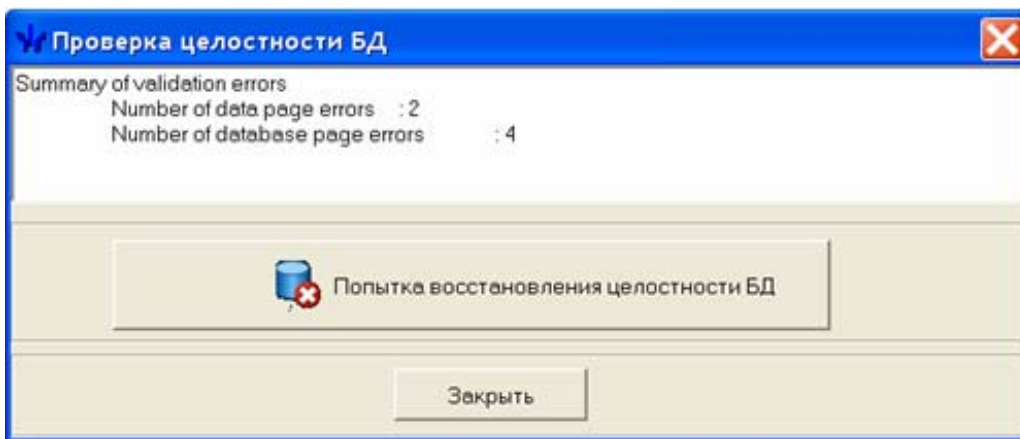 Проверка целостности БД
Summary of validation errors
Number of data page errors : 2
Number of database page errors : 4
Попытка восстановления целостности БД
Закрыть